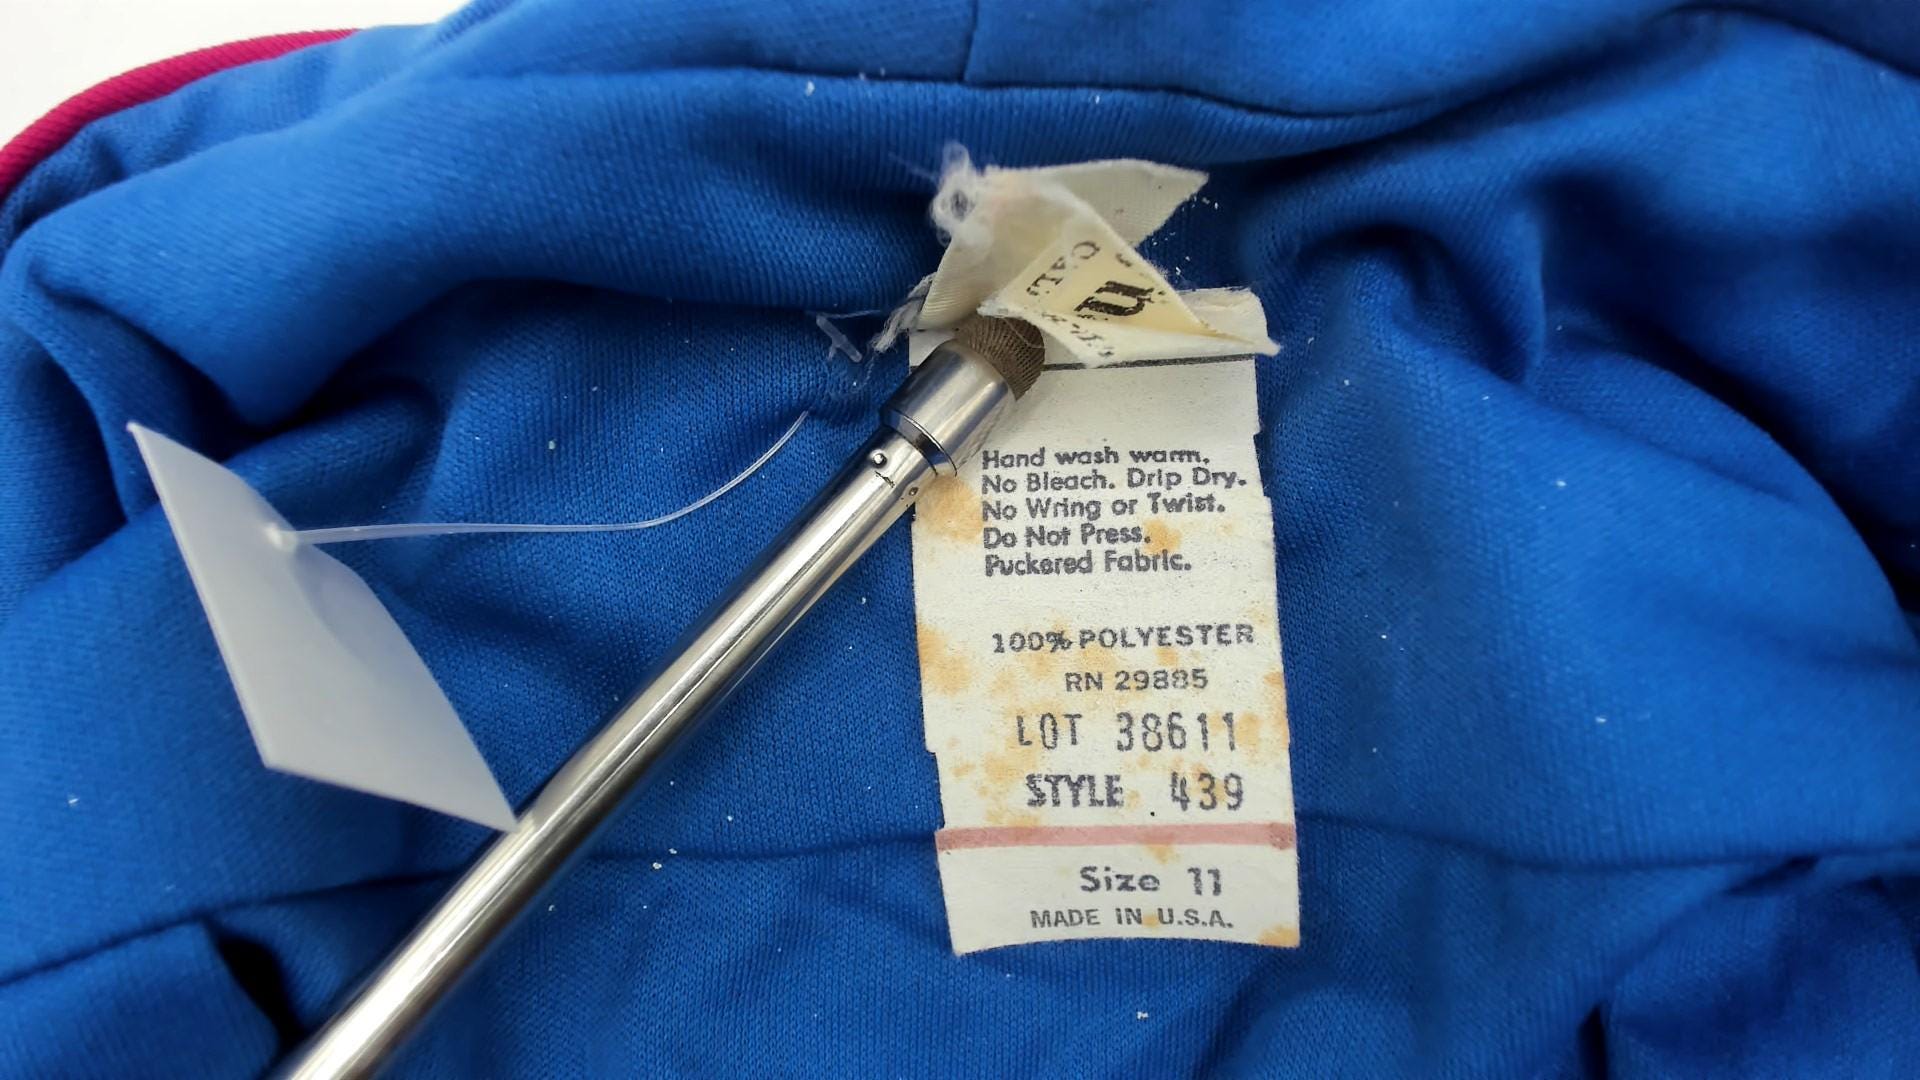 n
CALIF
Hand wash warm.
No Bleach. Drip Dry.
No Wring or Twist.
Do Not Press.
Puckered Fabric.
100% POLYESTER
RN 29885
LOT 38611
STYLE 439
Size 11
MADE IN U.S.A.